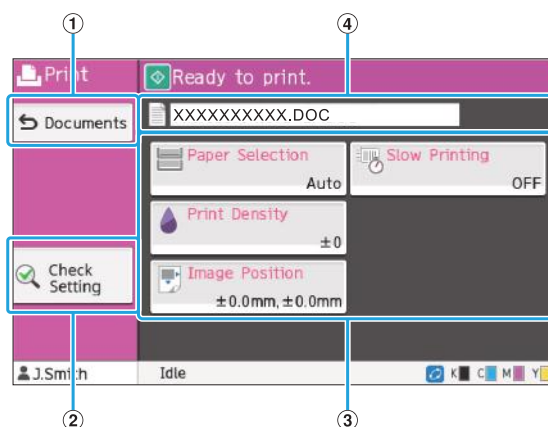 1
4
Print
Ready to print.
Documents
XXXXXXXXXX.DOC
Paper Selection
Auto
Slow Printing
OFF
Print Density
±0
Check
Setting
Image Position
±0.0mm, ±0.0mm
J.Smith
Idle
K C M Y
2
3